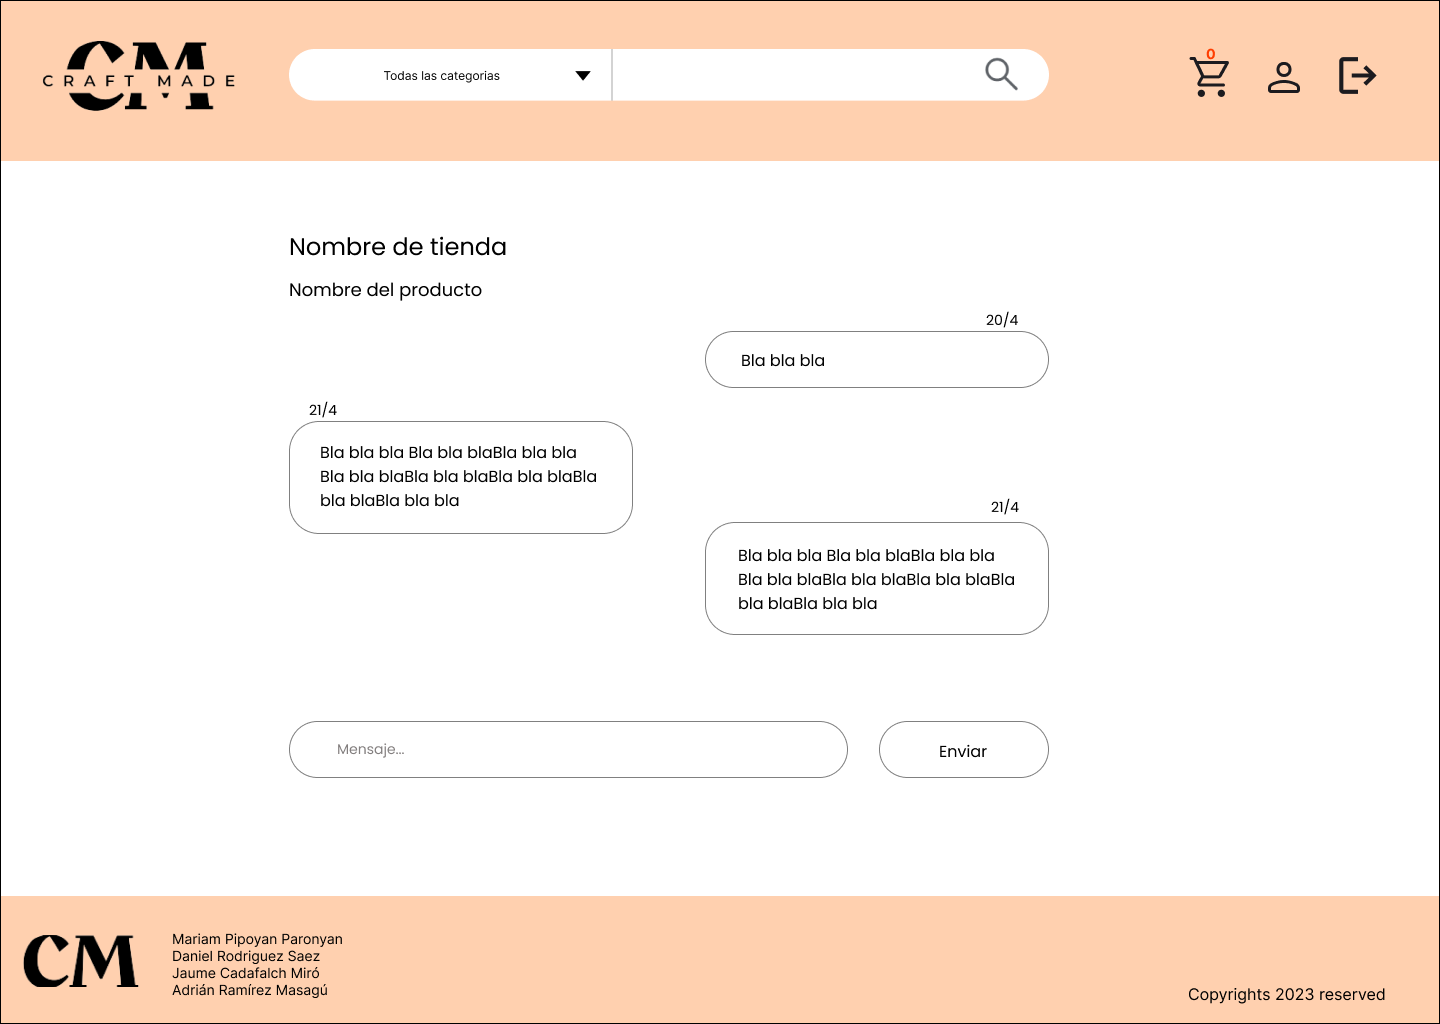 CM
CRAFT MADE
Todas las categorias
0
Nombre de tienda
Nombre del producto
20/4
Bla bla bla
21/4
Bla bla bla Bla bla blaBla bla bla
Bla bla blaBla bla blaBla bla blaBla
bla blaBla bla bla
21/4
Bla bla bla Bla bla blaBla bla bla
Bla bla blaBla bla blaBla bla blaBla
bla blaBla bla bla
Mensaje...
Enviar
CM
Mariam Pipoyan Paronyan
Daniel Rodriguez Saez
Jaume Cadafalch Miró
Adrián Ramírez Masagú
Copyrights 2023 reserved